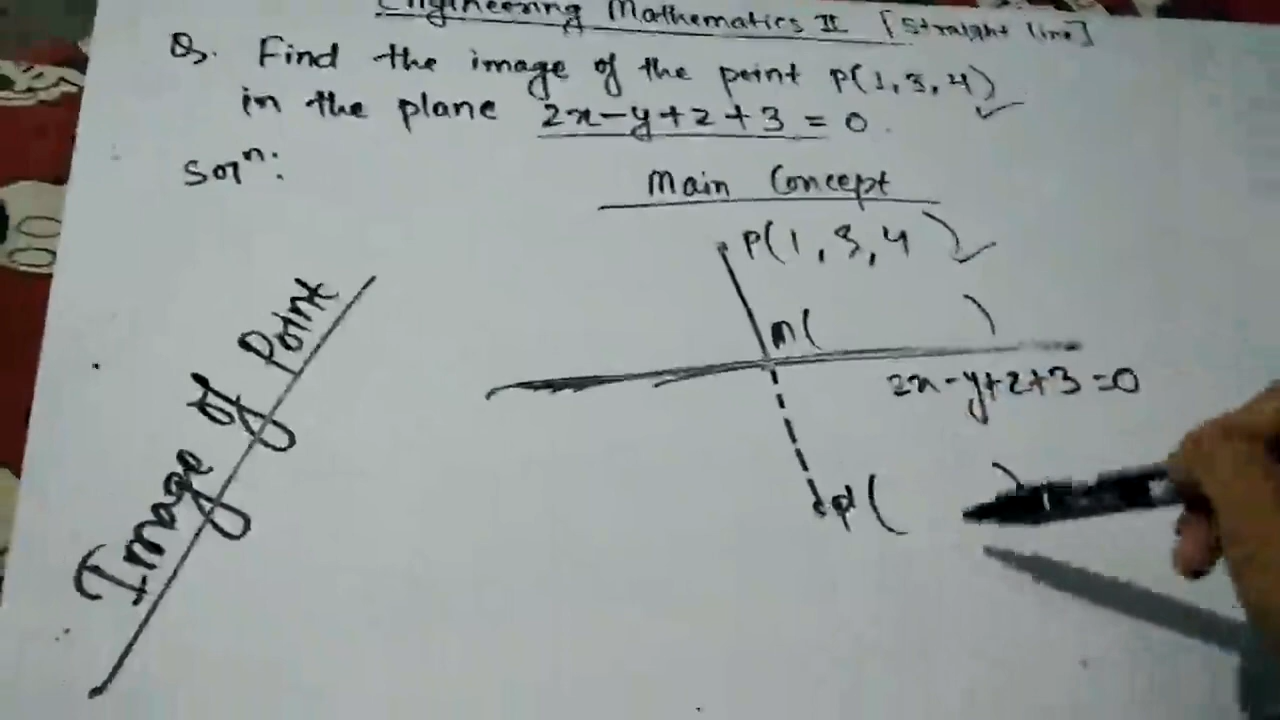 Engineering Mathematics II [Straight line]
Q. Find the image of the point P(1, 3, 4)
in the plane 2x-y+z+3=0.
Solⁿ:
Main Concept
P(1, 3, 4)
M( )
2x-y+z+3=0
Image of Point